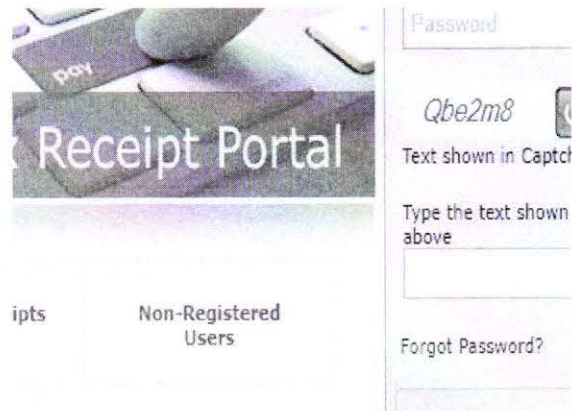 pay
Receipt Portal
ipts
Non-Registered
Users
Password
Qbe2m8
Text shown in Captch
Type the text shown
above
Forgot Password?